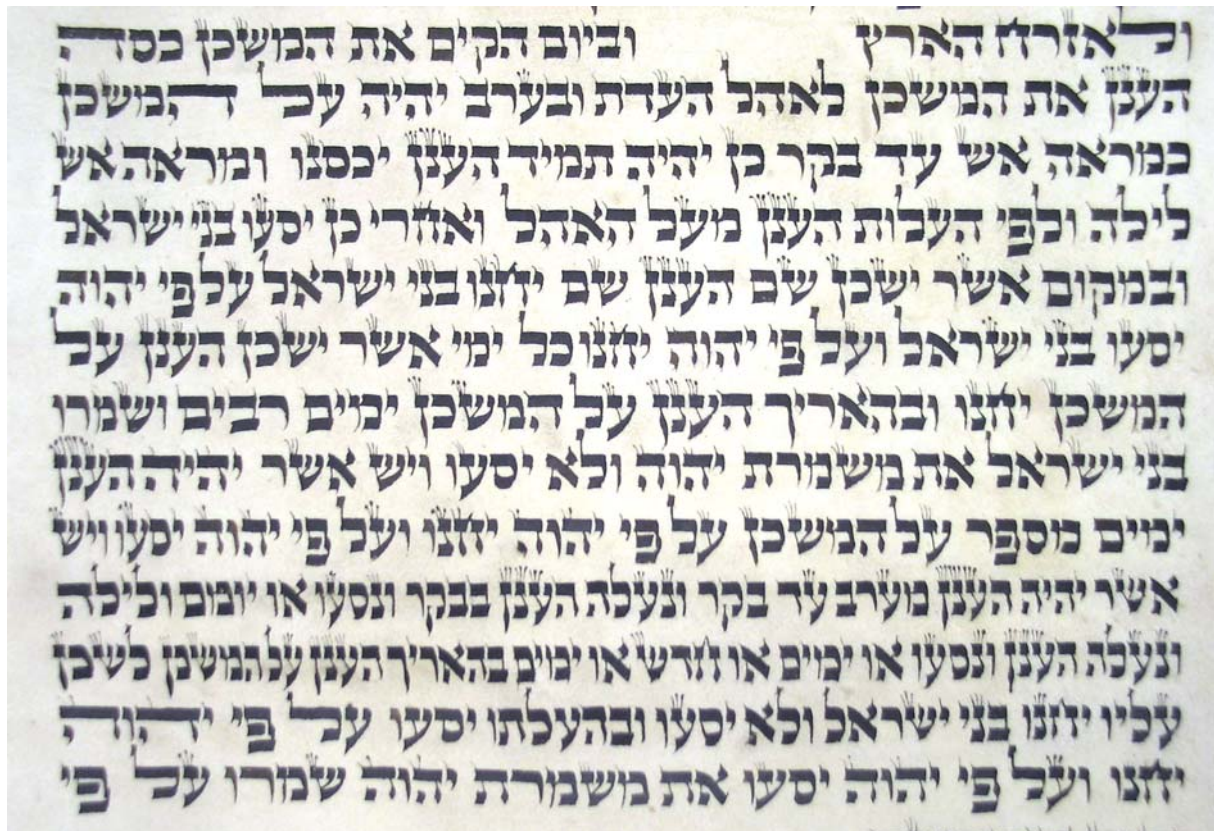 ולאזרח הארץ וביום הקים את המשכן כסה
הענן את המשכן לאהל העדת ובערב יהיה על המשכן
כמראה אש עד בקר כן יהיה תמיד הענן יכסנו ומראה אש
לילה ולפי העלות הענן מעל האהל ואחרי כן יסעו בני ישראל
ובמקום אשר ישכן שם הענן שם יחנו בני ישראל על פי יהוה
יסעו בני ישראל ועל פי יהוה יחנו כל ימי אשר ישכן הענן על
המשכן יחנו ובהאריך הענן על המשכן ימים רבים ושמרו
בני ישראל את משמרת יהוה ולא יסעו ויש אשר יהיה הענן
ימים מספר על המשכן על פי יהוה יחנו ועל פי יהוה יסעו ויש
אשר יהיה הענן מערב עד בקר ונעלה הענן בבקר ונסעו או יומם ולילה
ונעלה הענן ונסעו או ימים או חדש או ימים בהאריך הענן על המשכן לשכן
עליו יחנו בני ישראל ולא יסעו ובהעלתו יסעו על פי יהוה
יחנו ועל פי יהוה יסעו את משמרת יהוה שמרו על פי